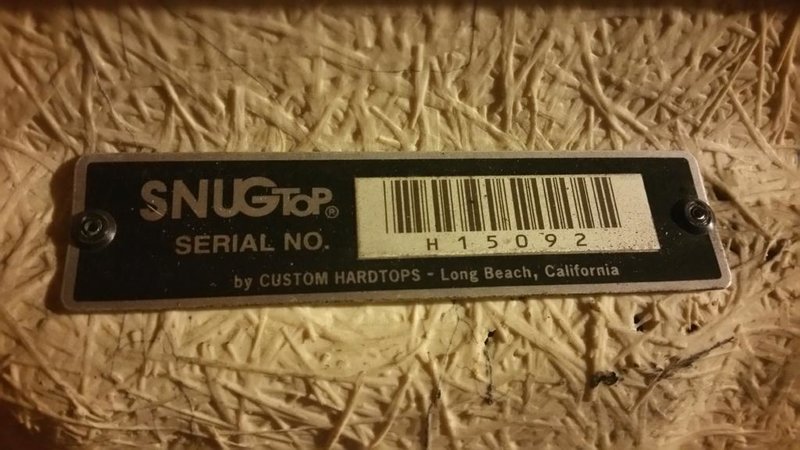 SNUGTOP®
SERIAL NO.
H15092
by CUSTOM HARDTOPS - Long Beach, California